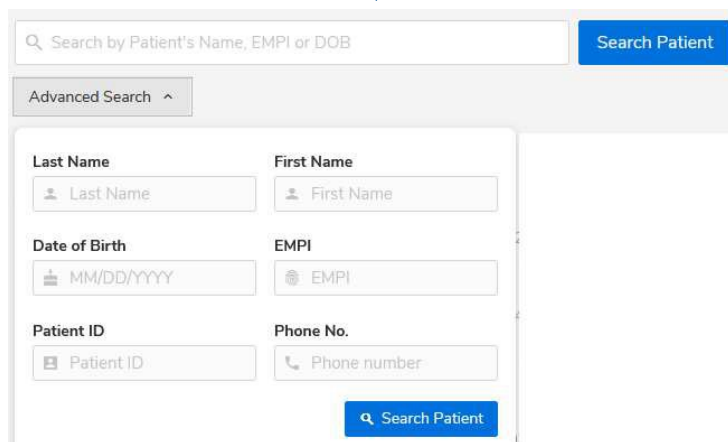 Search by Patient's Name, EMPI or DOB Search Patient
Advanced Search
Last Name First Name
Last Name First Name
Date of Birth EMPI
MM/DD/YYYY EMPI
Patient ID Phone No.
Patient ID Phone number
Search Patient